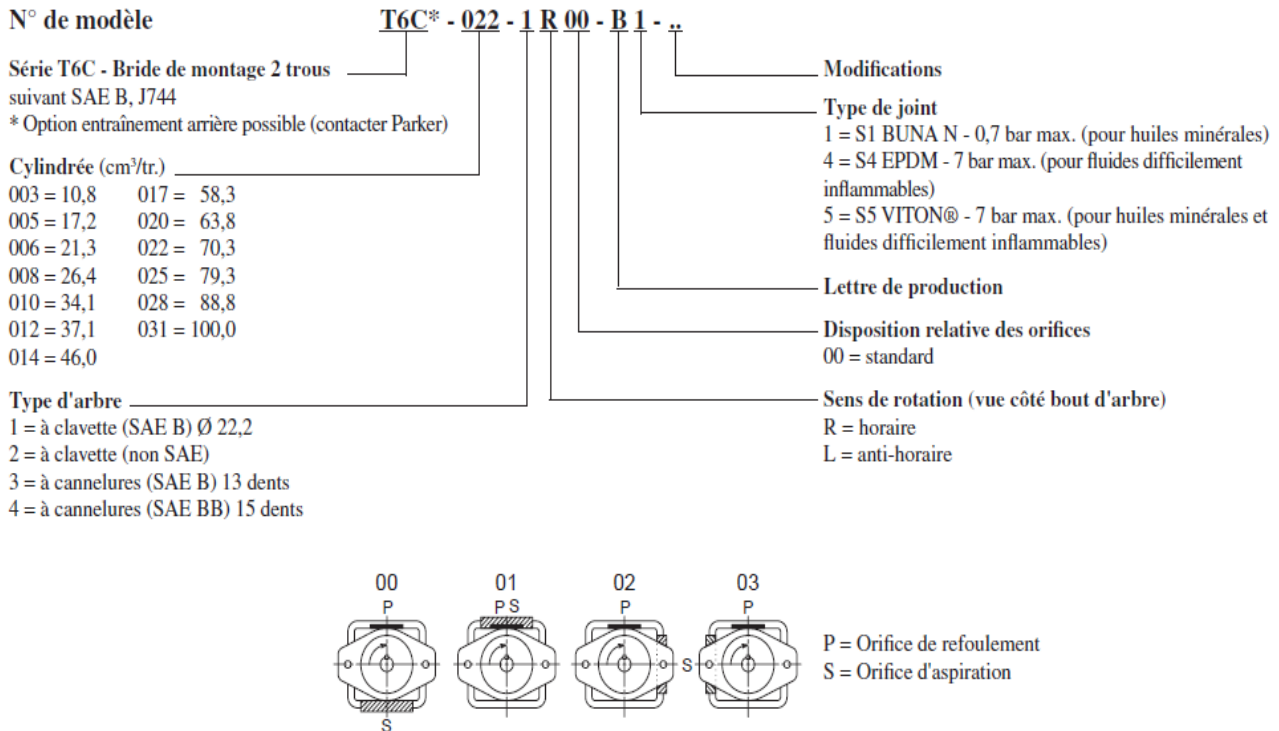 N° de modèle
T6C* - 022 - 1 R 00 - B 1 - ..
Série T6C - Bride de montage 2 trous
suivant SAE B, J744
* Option entraînement arrière possible (contacter Parker)
Cylindrée (cm³/tr.)
003 = 10,8 017 = 58,3
005 = 17,2 020 = 63,8
006 = 21,3 022 = 70,3
008 = 26,4 025 = 79,3
010 = 34,1 028 = 88,8
012 = 37,1 031 = 100,0
014 = 46,0
Type d'arbre
1 = à clavette (SAE B) Ø 22,2
2 = à clavette (non SAE)
3 = à cannelures (SAE B) 13 dents
4 = à cannelures (SAE BB) 15 dents
Modifications
Type de joint
1 = S1 BUNA N - 0,7 bar max. (pour huiles minérales)
4 = S4 EPDM - 7 bar max. (pour fluides difficilement
inflammables)
5 = S5 VITON® - 7 bar max. (pour huiles minérales et
fluides difficilement inflammables)
Lettre de production
Disposition relative des orifices
00 = standard
Sens de rotation (vue côté bout d'arbre)
R = horaire
L = anti-horaire
00 01 02 03
P P S P P
S
S
P = Orifice de refoulement
S = Orifice d'aspiration